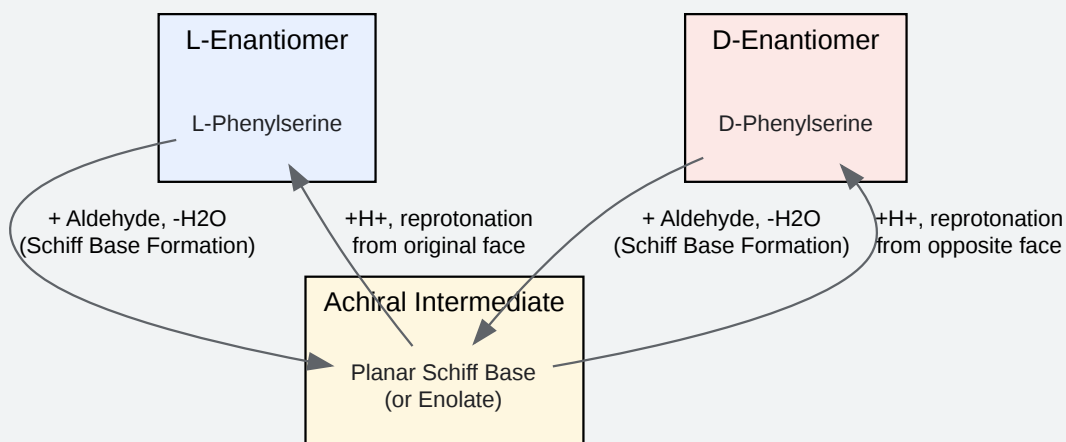 L-Enantiomer
D-Enantiomer
L-Phenylserine
D-Phenylserine
+ Aldehyde, -H2O
(Schiff Base Formation)
+H+, reprotonation
from original face
+ Aldehyde, -H2O
(Schiff Base Formation)
+H+, reprotonation
from opposite face
Achiral Intermediate
Planar Schiff Base
(or Enolate)